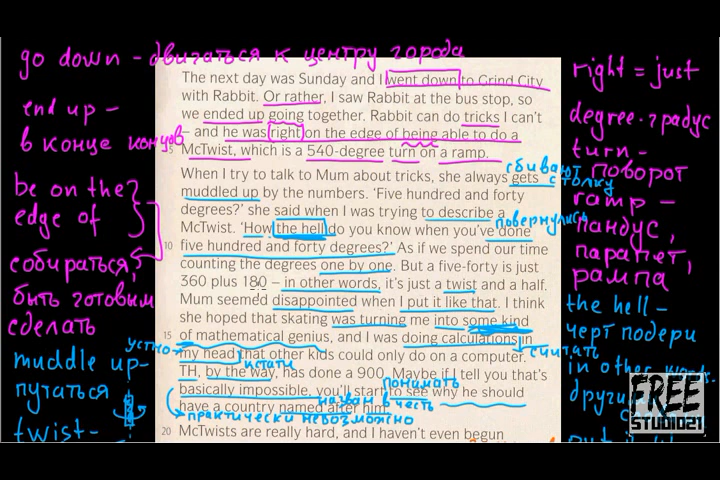 go down - двигаться к центру города
end up -
в конце концов
be on the
edge of
собираться,
быть готовым
сделать
muddle up-
путаться
twist-
The next day was Sunday and I went down to Grind City
with Rabbit. Or rather, I saw Rabbit at the bus stop, so
we ended up going together. Rabbit can do tricks I can't
– and he was right on the edge of being able to do a
5 McTwist, which is a 540-degree turn on a ramp.
сбивают
When I try to talk to Mum about tricks, she always gets
с толку
muddled up by the numbers. 'Five hundred and forty
degrees?' she said when I was trying to describe a
повернулись
McTwist. 'How the hell do you know when you've done
10 five hundred and forty degrees?' As if we spend our time
counting the degrees one by one. But a five-forty is just
360 plus 180 – in other words, it's just a twist and a half.
Mum seemed disappointed when I put it like that. I think
she hoped that skating was turning me into some kind
15 of mathematical genius, and I was doing calculations in
устно
считать
my head that other kids could only do on a computer.
кстати
TH, by the way, has done a 900. Maybe if I tell you that's
понимать
basically impossible, you'll start to see why he should
назван в честь
have a country named after him.
практически невозможно
20 McTwists are really hard, and I haven't even begun
right = just
degree-градус
turn-
поворот
ramp -
пандус,
парапет,
рампа
the hell -
черт подери
in other
други
FREE
STUDIO21